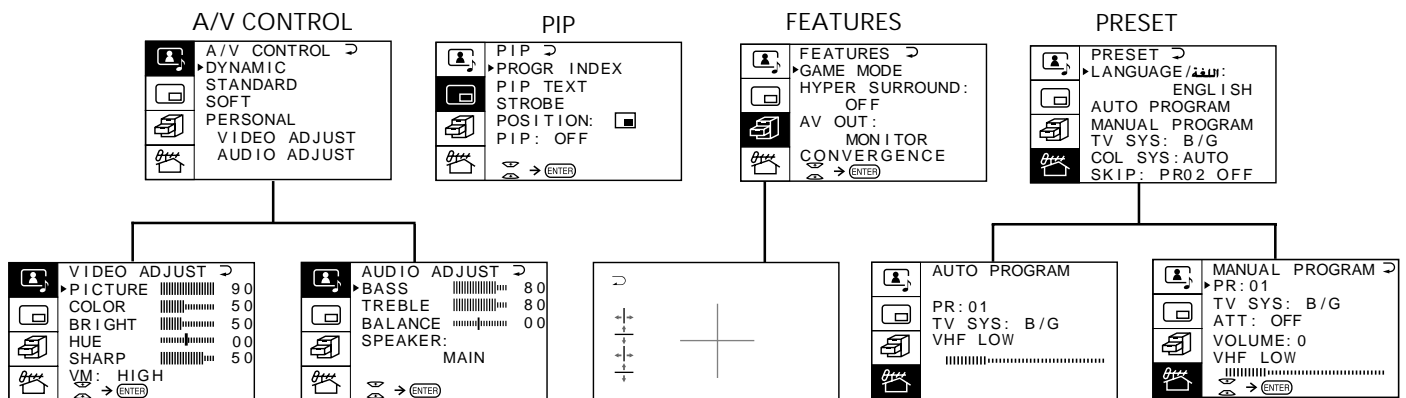 A/V CONTROL
A/V CONTROL
DYNAMIC
STANDARD
SOFT
PERSONAL
VIDEO ADJUST
AUDIO ADJUST
PIP
PIP
PROGR INDEX
PIP TEXT
STROBE
POSITION:
PIP: OFF
ENTER
FEATURES
FEATURES
GAME MODE
HYPER SURROUND:
OFF
AV OUT:
MONITOR
CONVERGENCE
ENTER
PRESET
PRESET
LANGUAGE/اللغة:
ENGLISH
AUTO PROGRAM
MANUAL PROGRAM
TV SYS: B/G
COL SYS:AUTO
SKIP: PR02 OFF
VIDEO ADJUST
PICTURE 90
COLOR 50
BRIGHT 50
HUE 00
SHARP 50
VM: HIGH
ENTER
AUDIO ADJUST
BASS 80
TREBLE 80
BALANCE 00
SPEAKER:
MAIN
ENTER
AUTO PROGRAM
PR:01
TV SYS: B/G
VHF LOW
MANUAL PROGRAM
PR:01
TV SYS: B/G
ATT: OFF
VOLUME:0
VHF LOW
ENTER